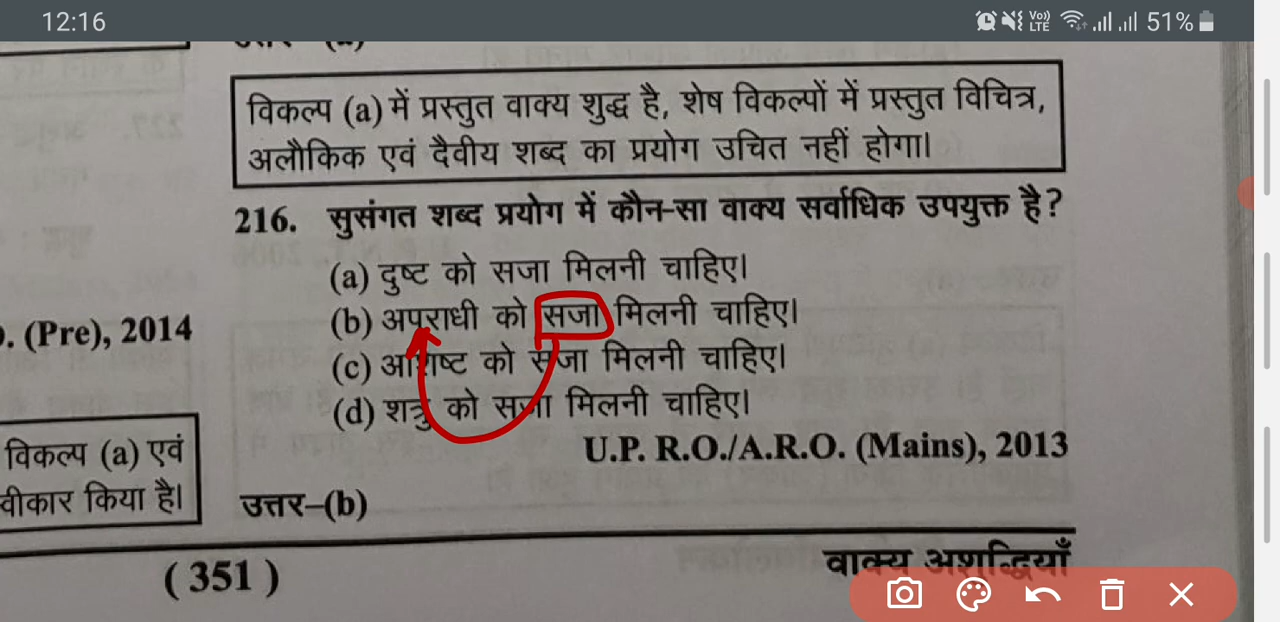 12:16
Vo)) LTE 51%
विकल्प (a) में प्रस्तुत वाक्य शुद्ध है, शेष विकल्पों में प्रस्तुत विचित्र,
अलौकिक एवं दैवीय शब्द का प्रयोग उचित नहीं होगा।
216. सुसंगत शब्द प्रयोग में कौन-सा वाक्य सर्वाधिक उपयुक्त है?
(a) दुष्ट को सजा मिलनी चाहिए।
(b) अपराधी को सजा मिलनी चाहिए।
(c) अशिष्ट को सजा मिलनी चाहिए।
(d) शत्रु को सजा मिलनी चाहिए।
U.P. R.O./A.R.O. (Mains), 2013
उत्तर–(b)
. (Pre), 2014
विकल्प (a) एवं
वीकार किया है।
(351)
वाक्य अशुद्धियाँ